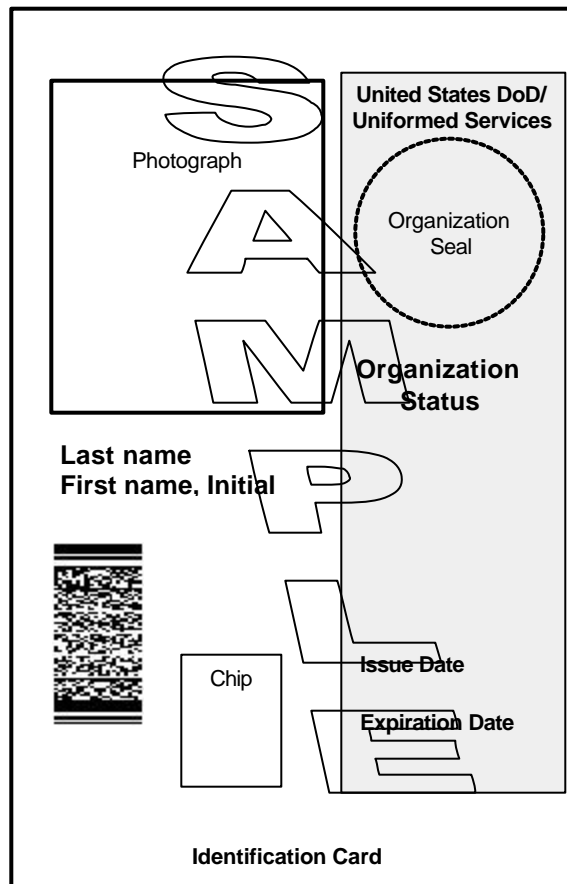 United States DoD/
Uniformed Services
Photograph
Organization
Seal
Organization
Status
Last name
First name, Initial
Chip
Issue Date
Expiration Date
Identification Card
SAMPLE